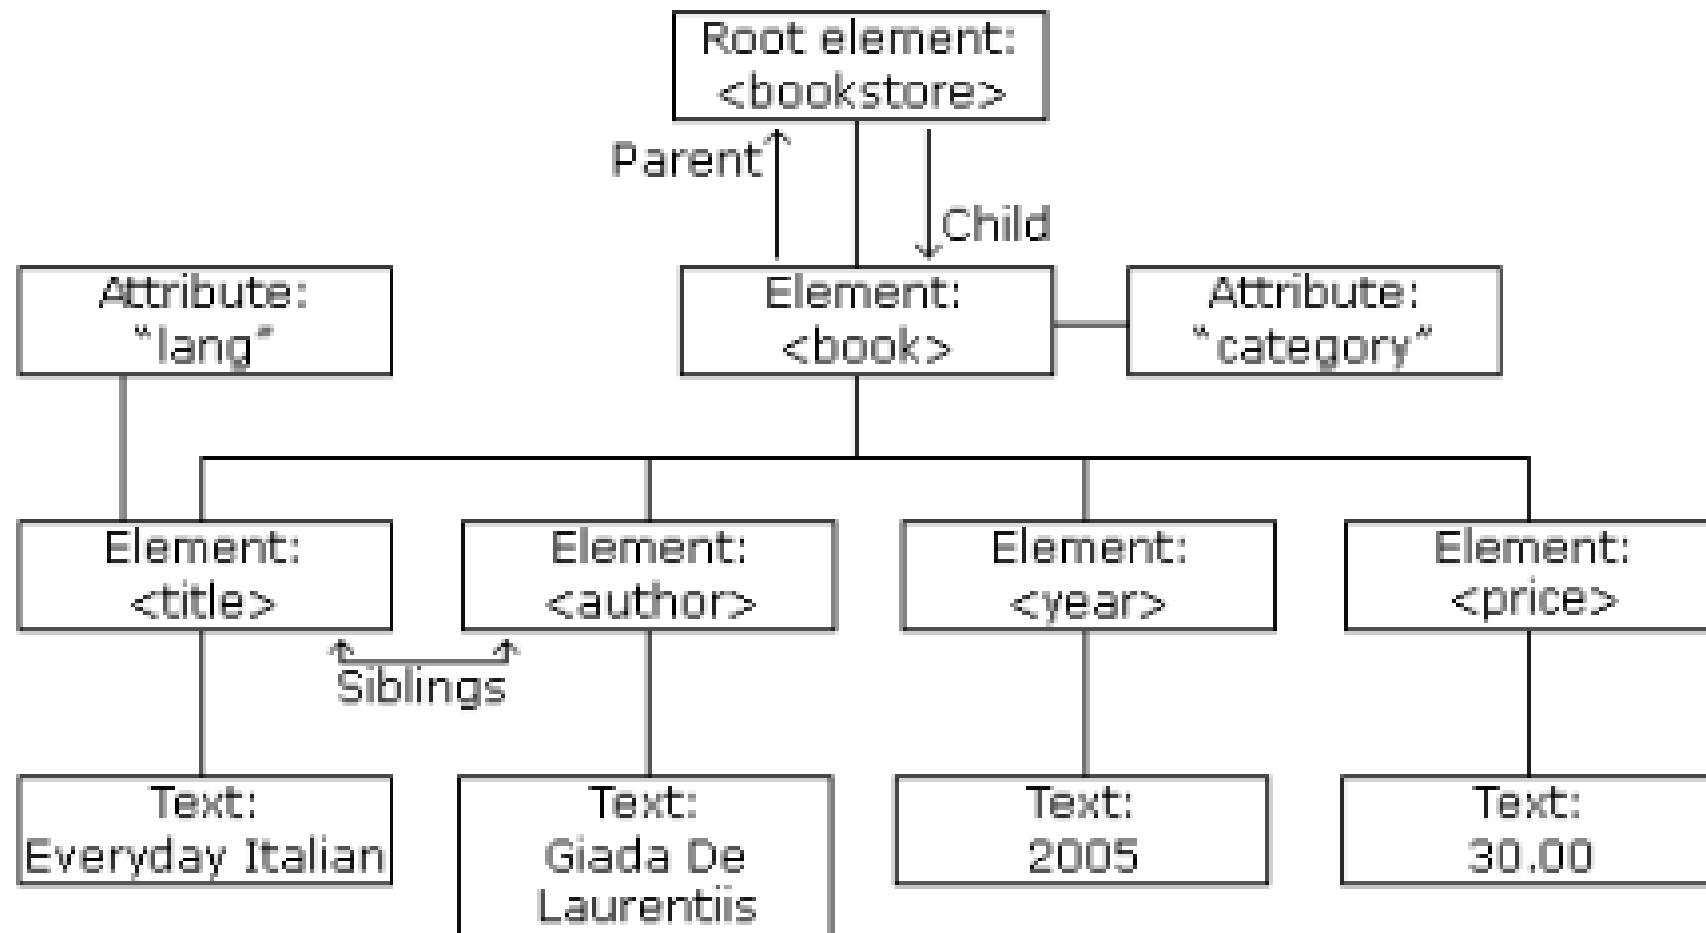 Root element:
<bookstore>
Parent
Child
Attribute:
"lang"
Element:
<book>
Attribute:
"category"
Element:
<title>
Element:
<author>
Element:
<year>
Element:
<price>
Siblings
Text:
Everyday Italian
Text:
Giada De
Laurentiis
Text:
2005
Text:
30.00